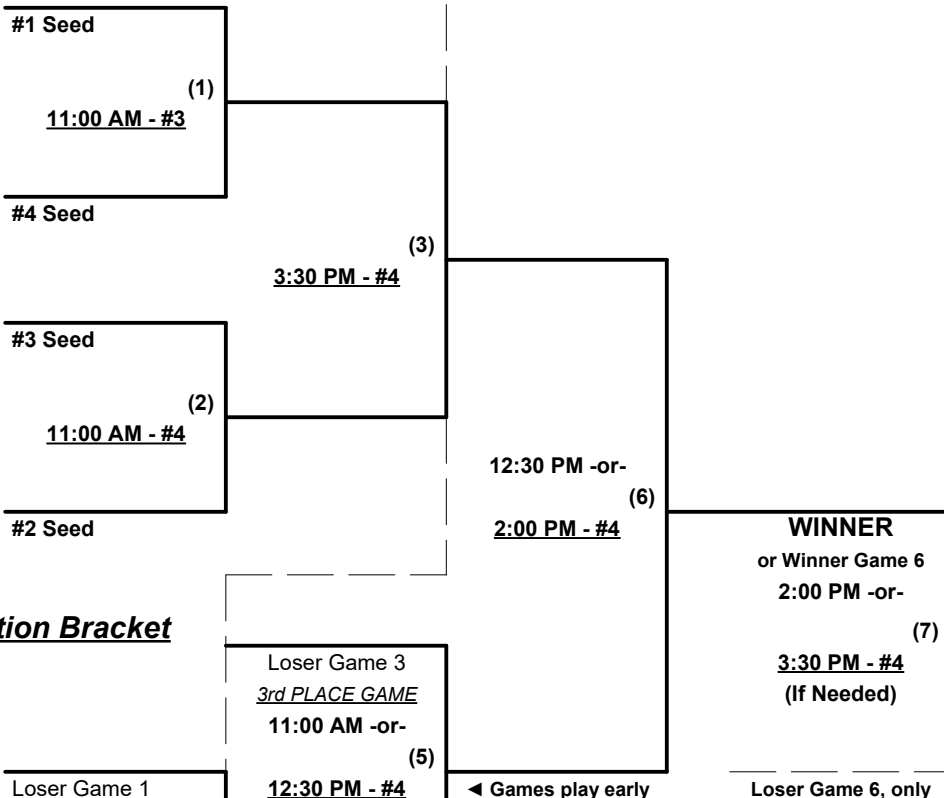 #1 Seed
(1)
11:00 AM - #3
#4 Seed
(3)
3:30 PM - #4
#3 Seed
(2)
11:00 AM - #4
12:30 PM -or-
(6)
#2 Seed
2:00 PM - #4
WINNER
or Winner Game 6
2:00 PM -or-
tion Bracket
(7)
Loser Game 3
3:30 PM - #4
3rd PLACE GAME
(If Needed)
11:00 AM -or-
(5)
Loser Game 1
12:30 PM - #4
◄ Games play early
Loser Game 6, only